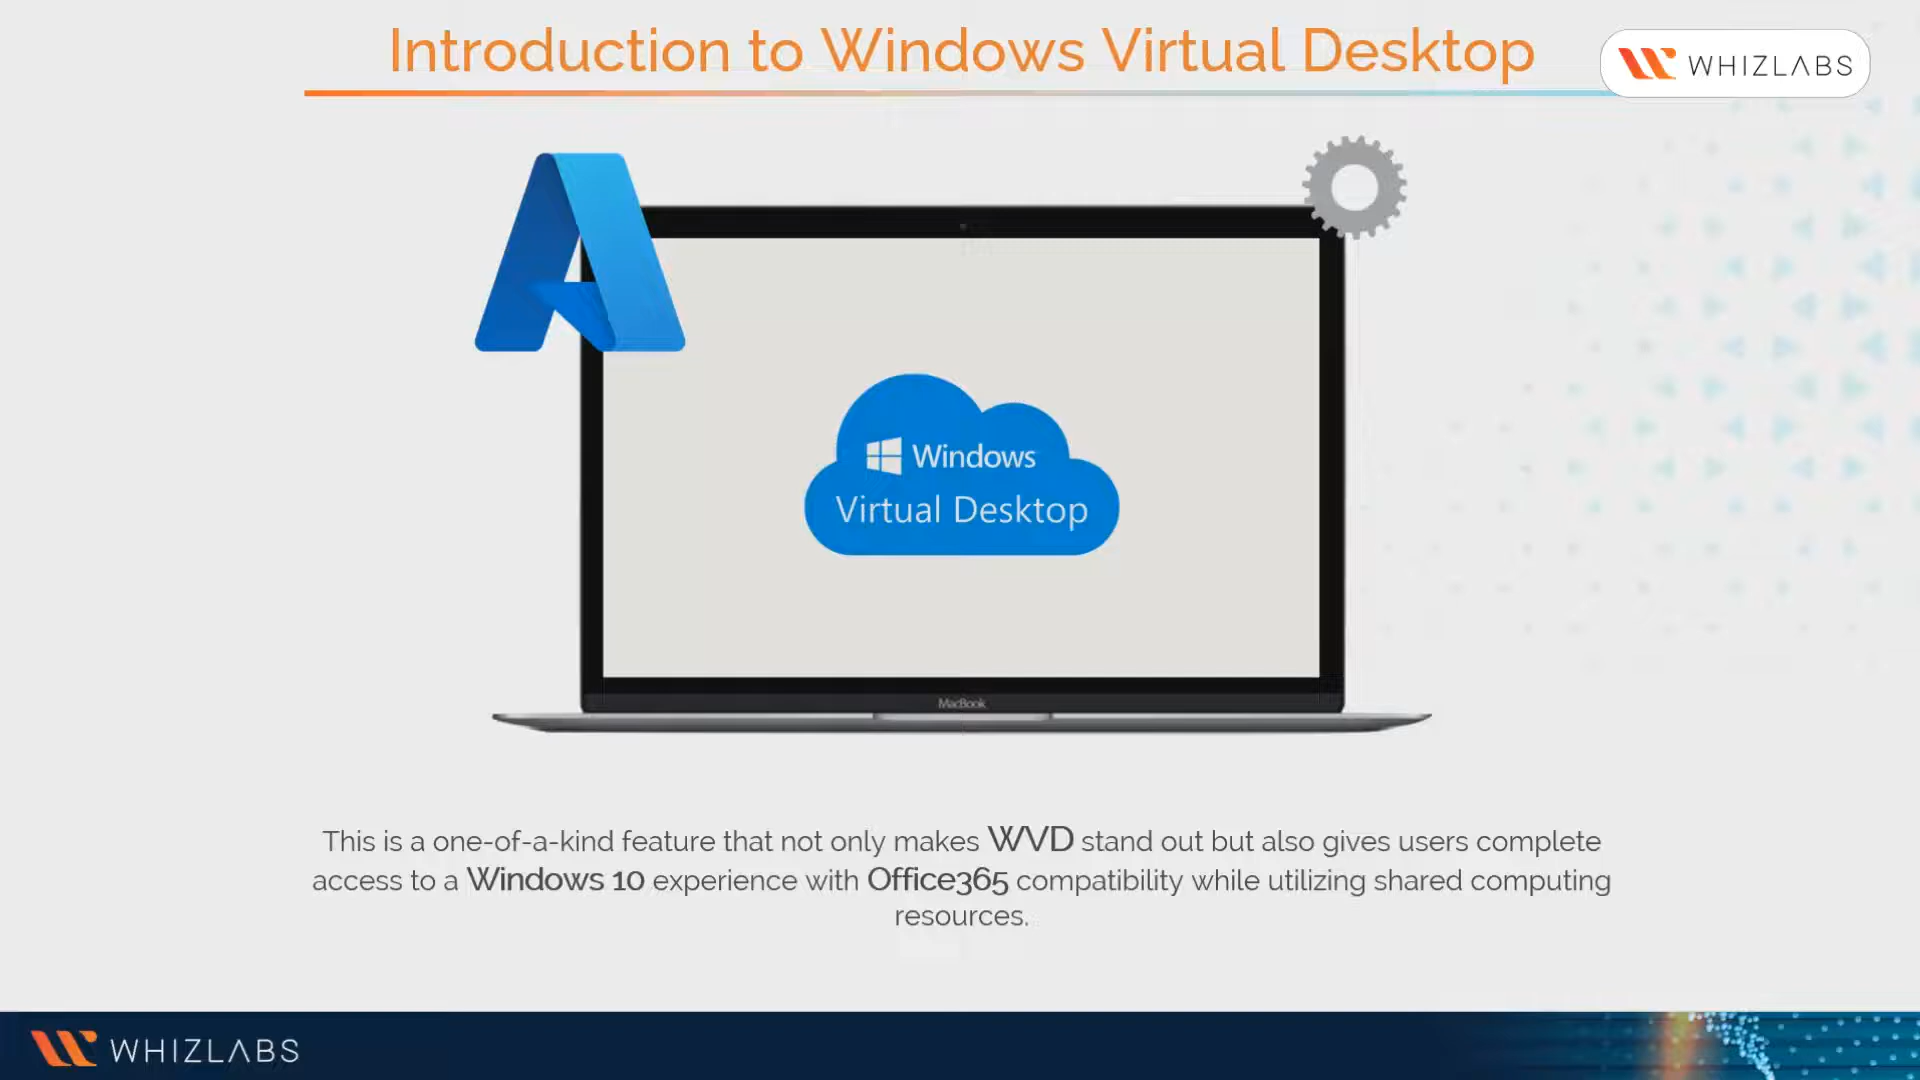 Introduction to Windows Virtual Desktop
WHIZLABS
Windows
Virtual Desktop
MacBook
This is a one-of-a-kind feature that not only makes WVD stand out but also gives users complete
access to a Windows 10 experience with Office365 compatibility while utilizing shared computing
resources.
WHIZLABS